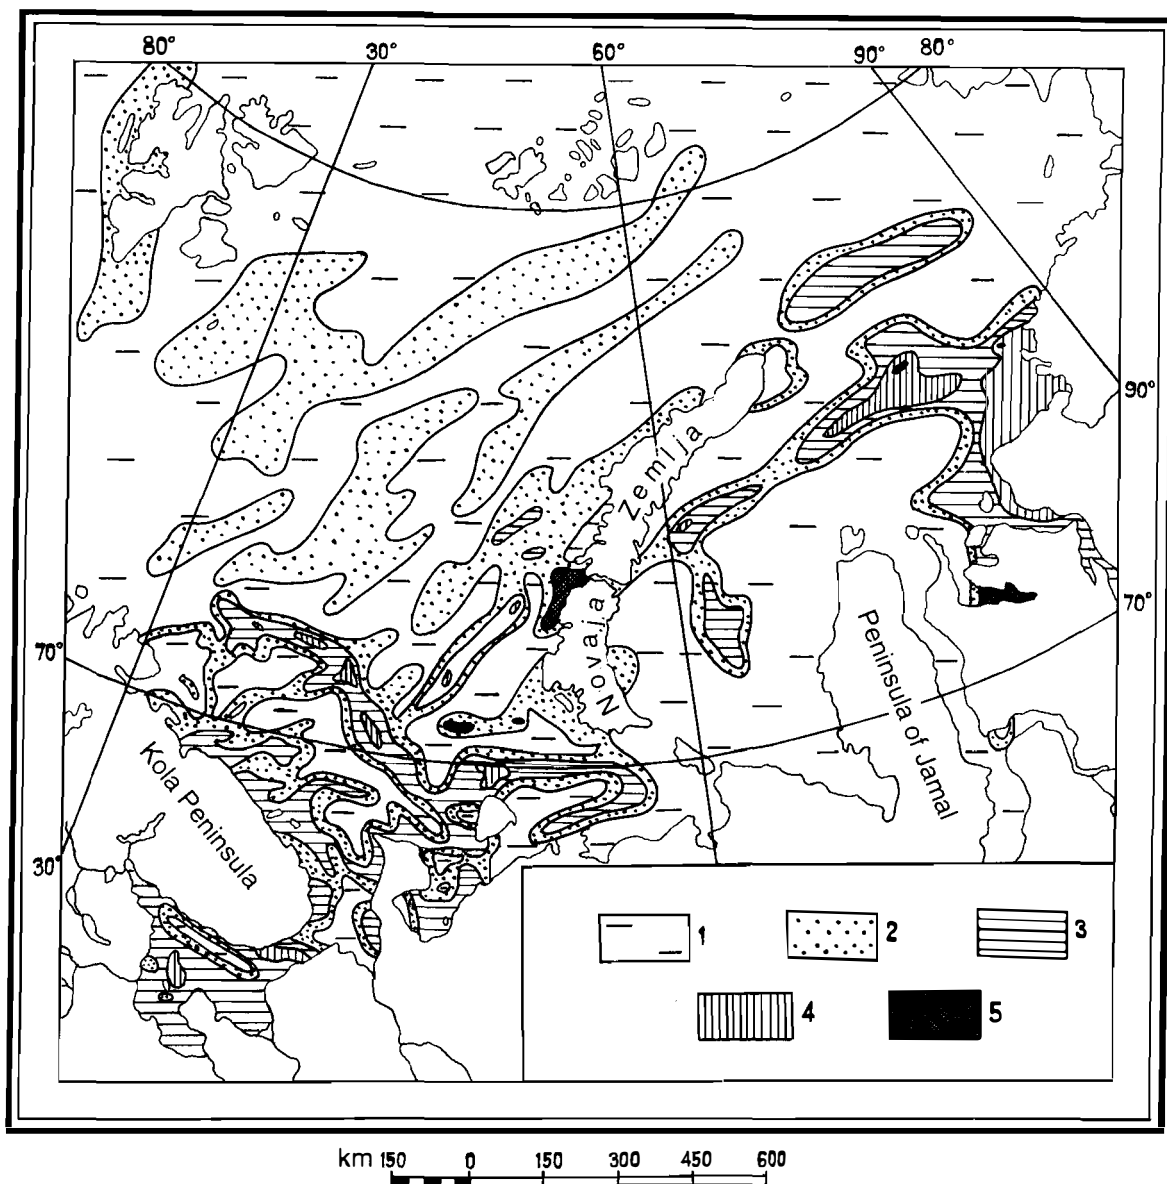 80° 30° 60° 90° 80°
90°
Zemlja
Novaja
70°
70°
Peninsula of Jamal
Kola Peninsula
30°
1 2 3
4 5
km 150 0 150 300 450 600